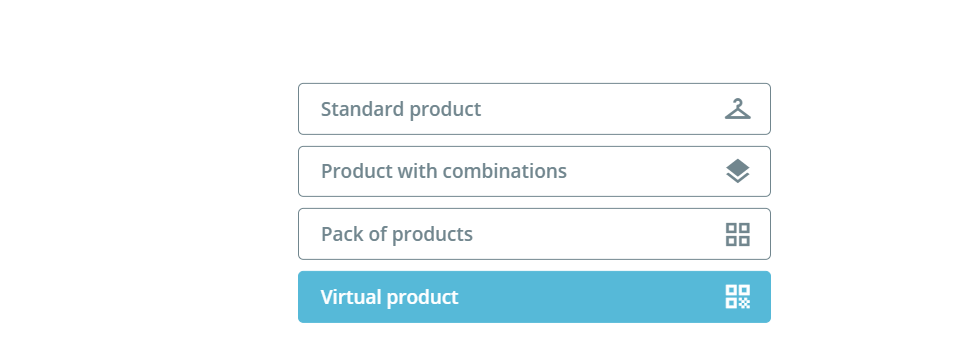 Standard product
Product with combinations
Pack of products
Virtual product